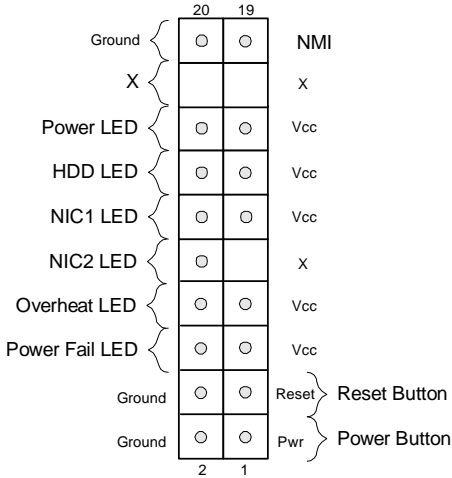 20 19
Ground NMI
X X
Power LED Vcc
HDD LED Vcc
NIC1 LED Vcc
NIC2 LED X
Overheat LED Vcc
Power Fail LED Vcc
Ground Reset Reset Button
Ground Pwr Power Button
2 1